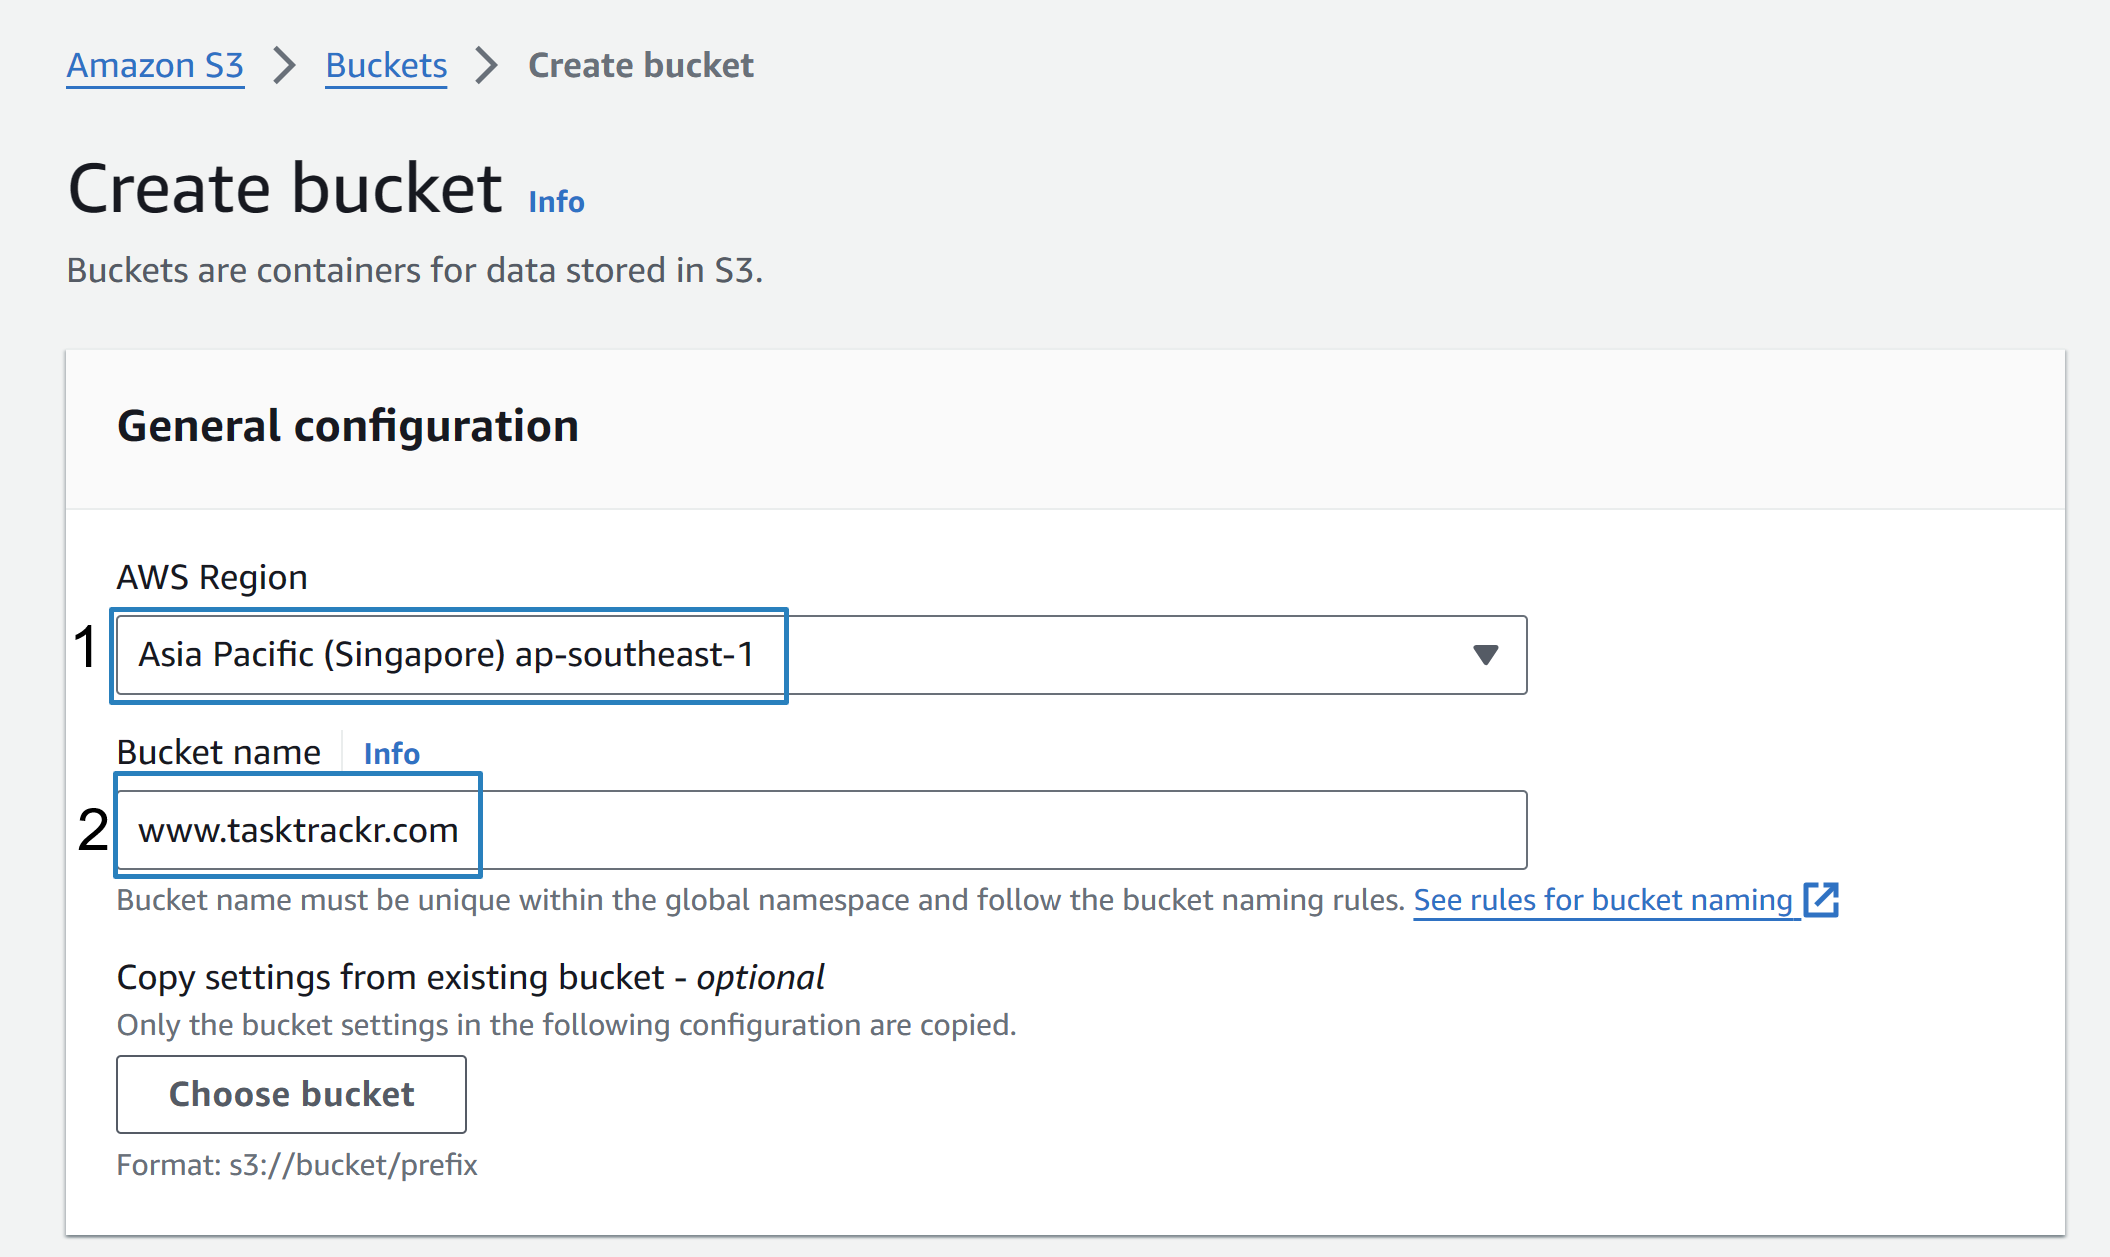 Amazon S3 > Buckets > Create bucket
Create bucket Info
Buckets are containers for data stored in S3.
General configuration
AWS Region
1 Asia Pacific (Singapore) ap-southeast-1
Bucket name Info
2 www.tasktrackr.com
Bucket name must be unique within the global namespace and follow the bucket naming rules. See rules for bucket naming
Copy settings from existing bucket - optional
Only the bucket settings in the following configuration are copied.
Choose bucket
Format: s3://bucket/prefix